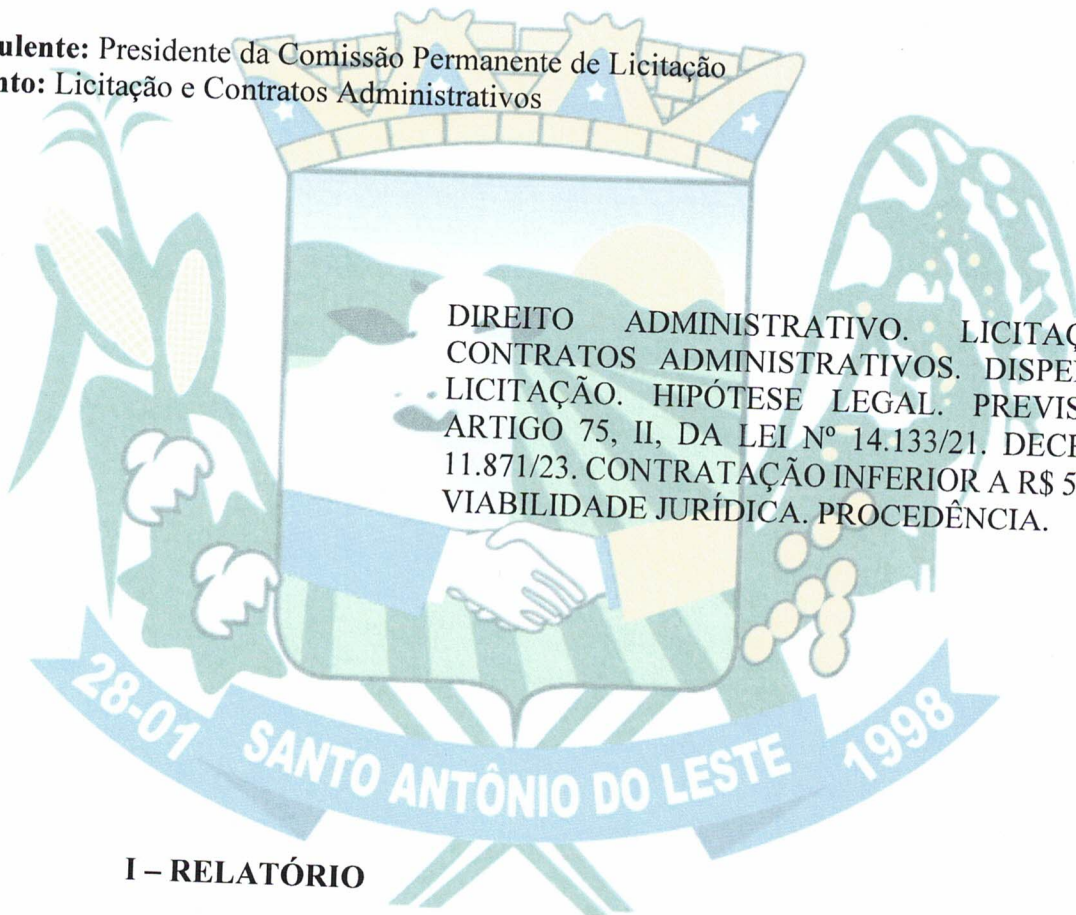 ulente: Presidente da Comissão Permanente de Licitação
nto: Licitação e Contratos Administrativos
DIREITO ADMINISTRATIVO. LICITAÇ
CONTRATOS ADMINISTRATIVOS. DISPE
LICITAÇÃO. HIPÓTESE LEGAL. PREVIS
ARTIGO 75, II, DA LEI Nº 14.133/21. DECR
11.871/23. CONTRATAÇÃO INFERIOR A R$ 5
VIABILIDADE JURÍDICA. PROCEDÊNCIA.
28-01 SANTO ANTÔNIO DO LESTE 1998
I – RELATÓRIO